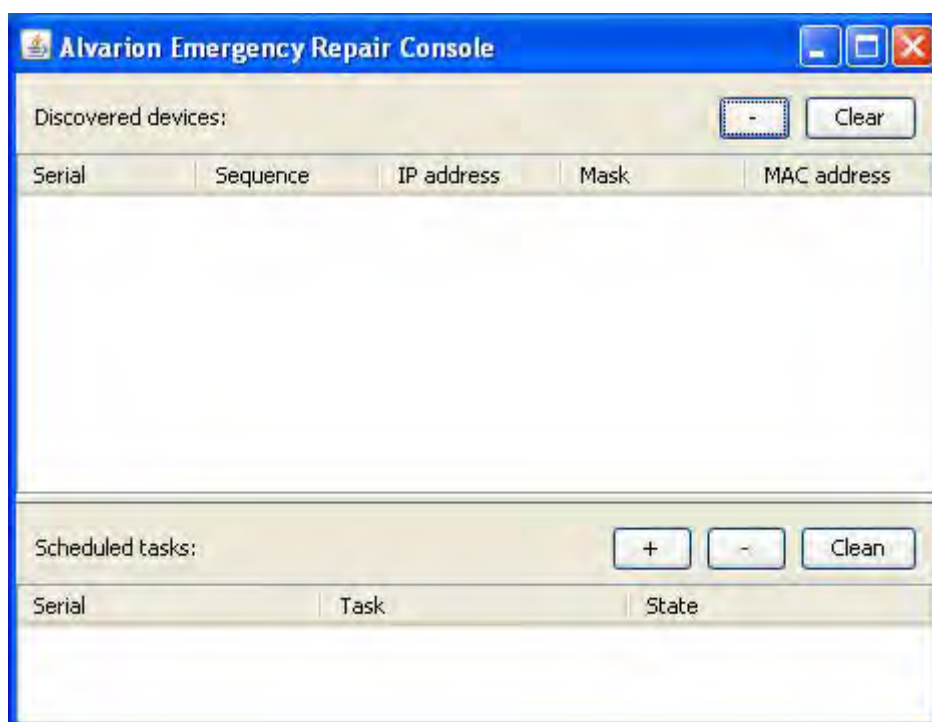 Alvarion Emergency Repair Console
Discovered devices: - Clear
Serial Sequence IP address Mask MAC address
Scheduled tasks: + - Clean
Serial Task State